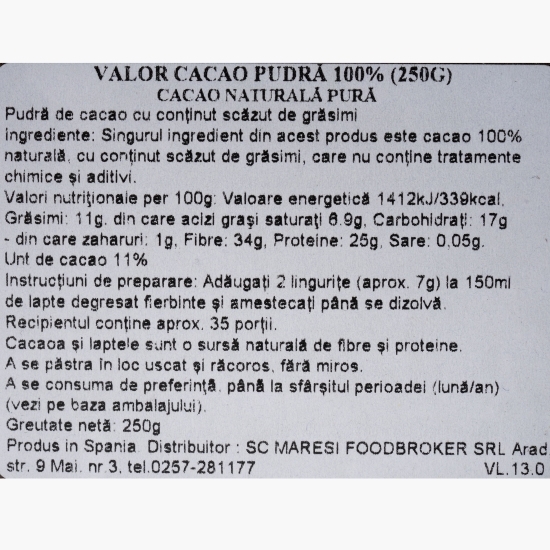 VALOR CACAO PUDRĂ 100% (250G)
CACAO NATURALĂ PURĂ
Pudră de cacao cu conținut scăzut de grăsimi
ingrediente: Singurul ingredient din acest produs este cacao 100%
naturală, cu conținut scăzut de grăsimi, care nu conține tratamente
chimice și aditivi.
Valori nutriționale per 100g: Valoare energetică 1412kJ/339kcal,
Grăsimi: 11g. din care acizi grași saturați 6.9g, Carbohidrați: 17g
- din care zaharuri: 1g, Fibre: 34g, Proteine: 25g, Sare: 0,05g.
Unt de cacao 11%
Instrucțiuni de preparare: Adăugați 2 lingurițe (aprox. 7g) la 150ml
de lapte degresat fierbinte și amestecați până se dizolvă.
Recipientul conține aprox. 35 porții.
Cacaoa și laptele sunt o sursă naturală de fibre și proteine.
A se păstra în loc uscat și răcoros, fără miros.
A se consuma de preferință, până la sfârșitul perioadei (lună/an)
(vezi pe baza ambalajului).
Greutate netă: 250g
Produs in Spania. Distribuitor : SC MARESI FOODBROKER SRL Arad
str. 9 Mai. nr.3, tel.0257-281177 VL.13.0